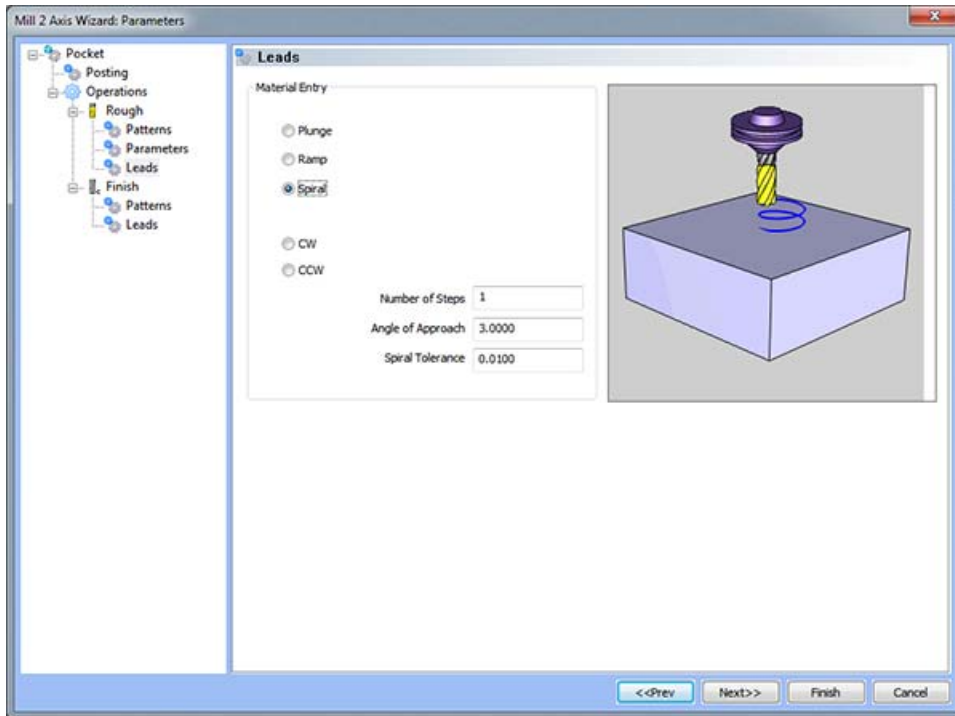 Mill 2 Axis Wizard: Parameters
Pocket
Posting
Operations
Rough
Patterns
Parameters
Leads
Finish
Patterns
Leads
Leads
Material Entry
Plunge
Ramp
Spiral
CW
CCW
Number of Steps 1
Angle of Approach 3.0000
Spiral Tolerance 0.0100
<<Prev Next>> Finish Cancel